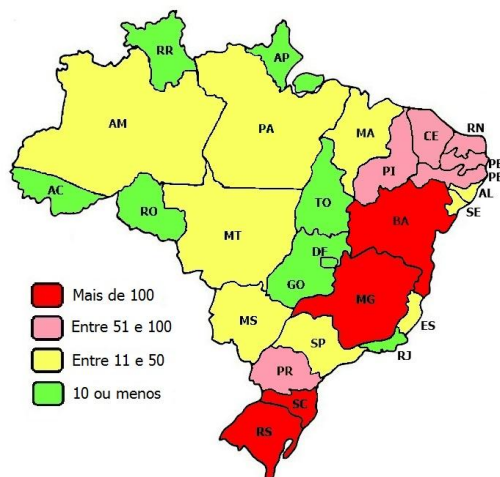 RR
AP
AM
PA
MA
CE
RN
PB
PE
PI
AL
SE
AC
RO
TO
BA
MT
DF
GO
MG
MS
ES
SP
RJ
PR
SC
RS
Mais de 100
Entre 51 e 100
Entre 11 e 50
10 ou menos